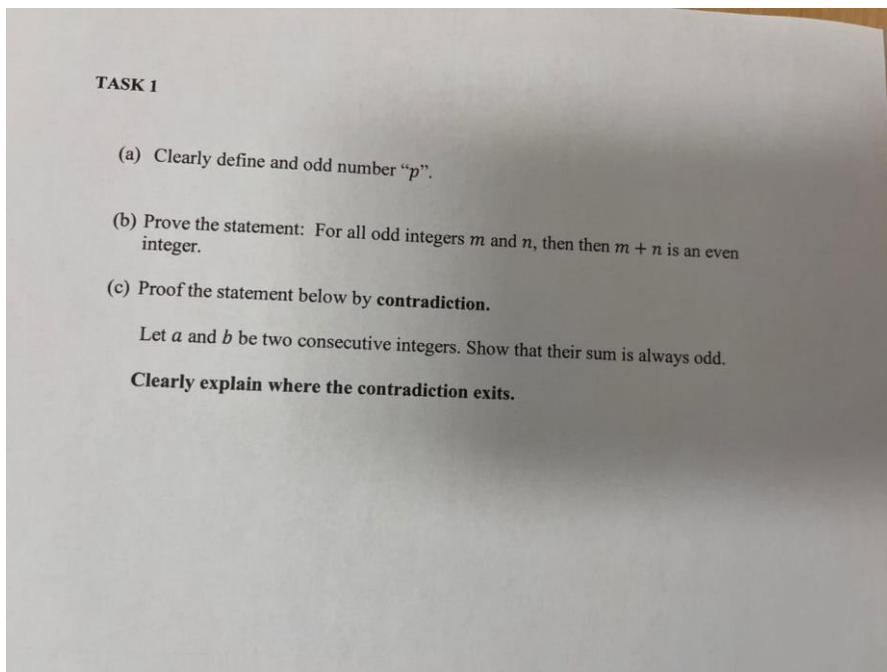 TASK 1
(a) Clearly define and odd number “p”.
(b) Prove the statement: For all odd integers m and n, then then m + n is an even
integer.
(c) Proof the statement below by contradiction.
Let a and b be two consecutive integers. Show that their sum is always odd.
Clearly explain where the contradiction exits.